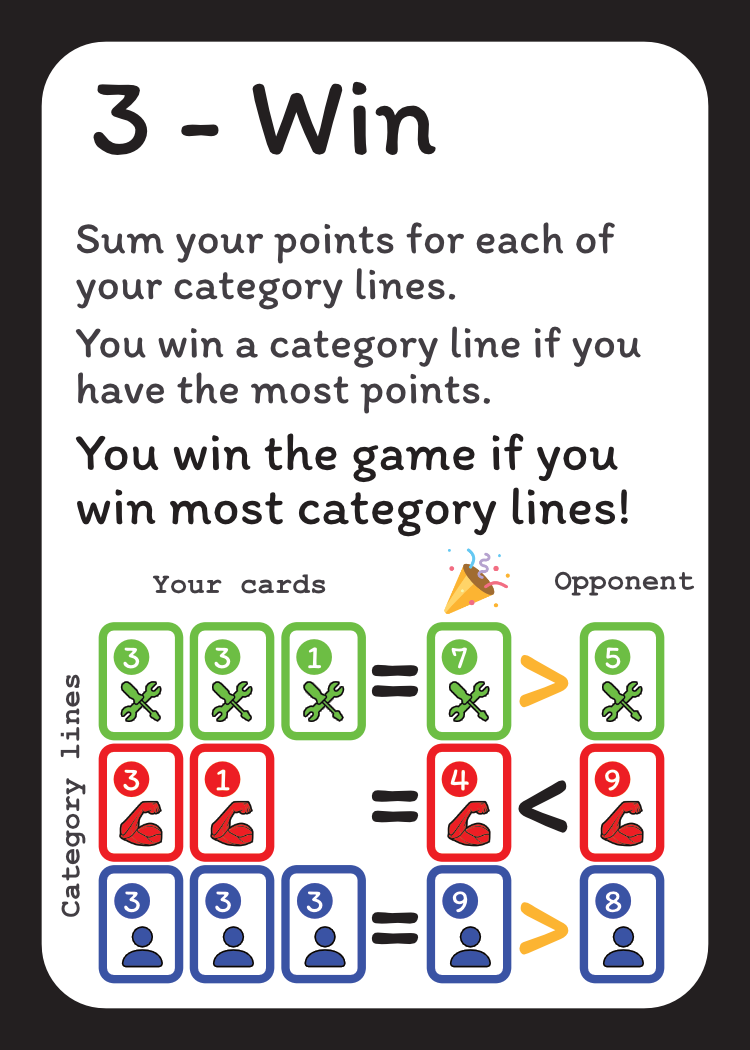 3 - Win
Sum your points for each of
your category lines.
You win a category line if you
have the most points.
You win the game if you
win most category lines!
Your cards
Opponent
Category lines
3 3 1 = 7 > 5
3 1 = 4 < 9
3 3 3 = 9 > 8